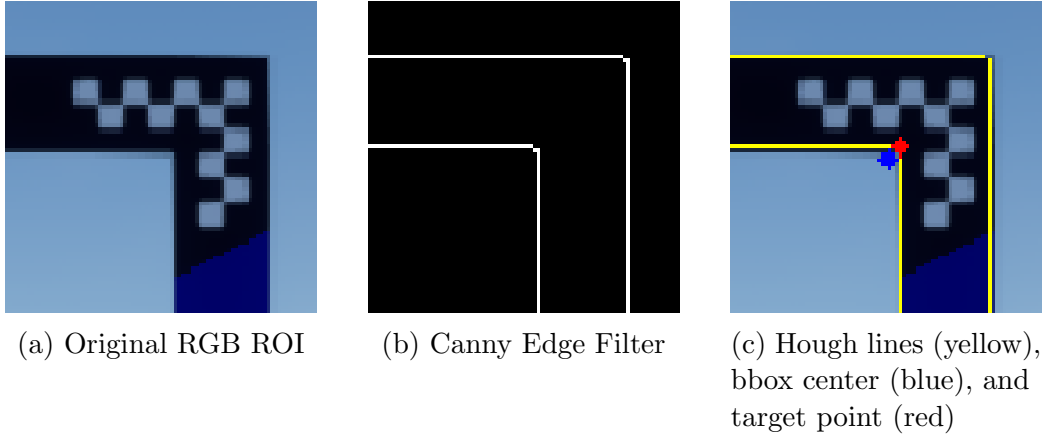 (a) Original RGB ROI
(b) Canny Edge Filter
(c) Hough lines (yellow),
bbox center (blue), and
target point (red)